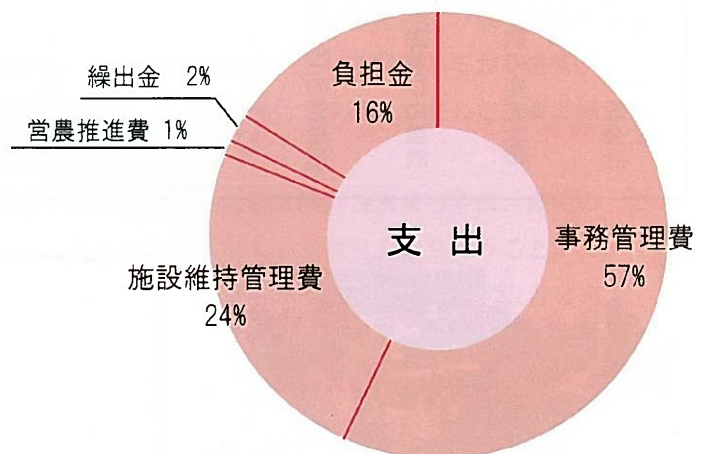 繰出金 2%
営農推進費 1%
負担金
16%
支出
事務管理費
57%
施設維持管理費
24%